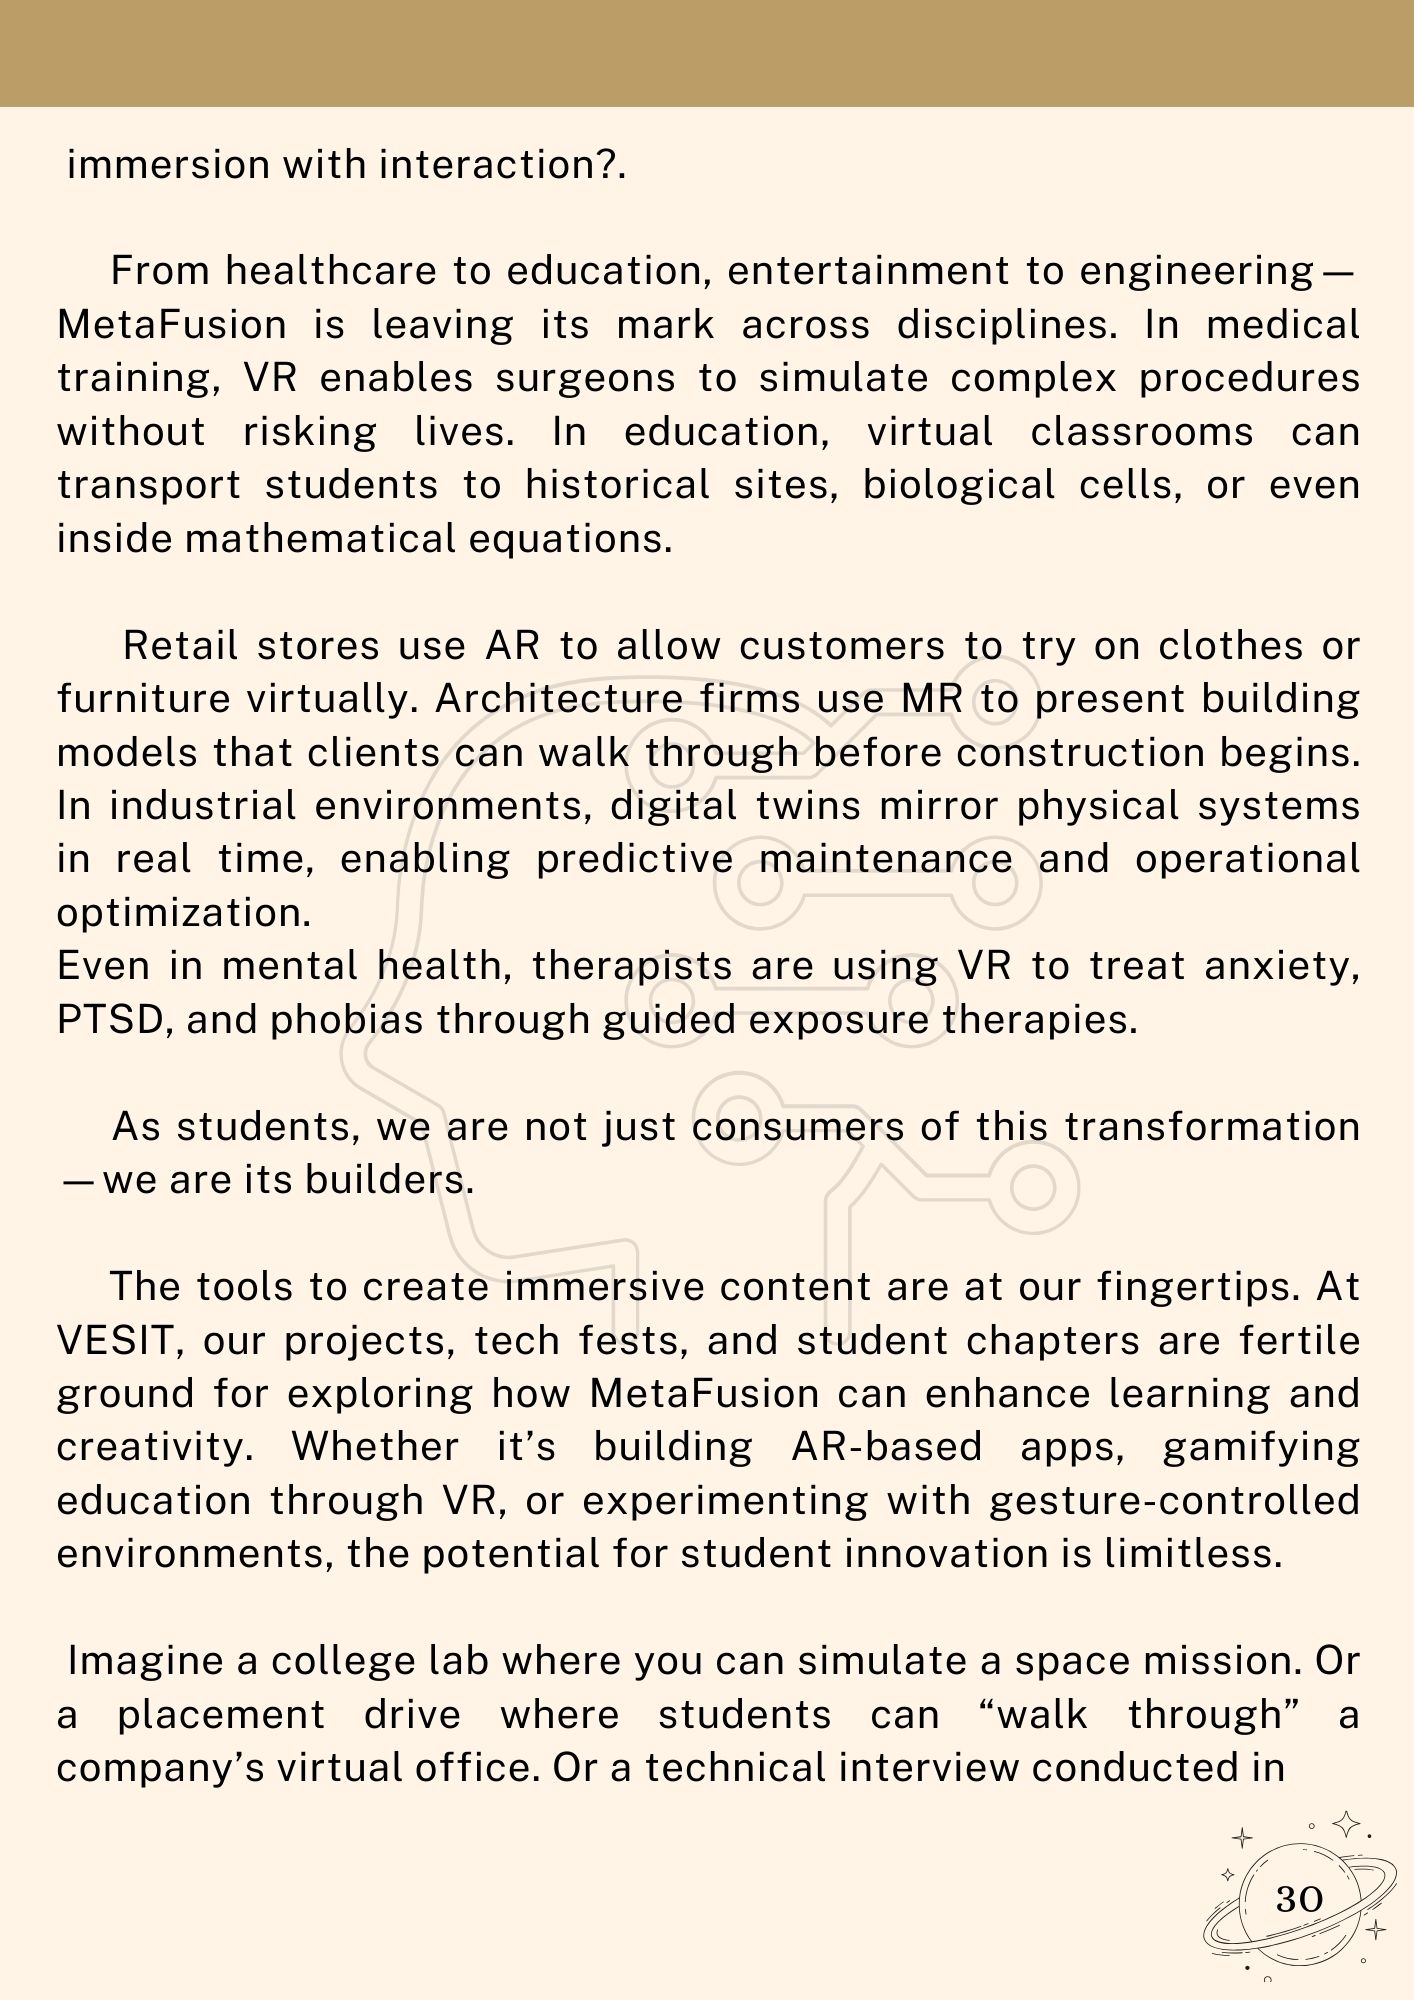 immersion with interaction?.
From healthcare to education, entertainment to engineering—
MetaFusion is leaving its mark across disciplines. In medical
training, VR enables surgeons to simulate complex procedures
without risking lives. In education, virtual classrooms can
transport students to historical sites, biological cells, or even
inside mathematical equations.
Retail stores use AR to allow customers to try on clothes or
furniture virtually. Architecture firms use MR to present building
models that clients can walk through before construction begins.
In industrial environments, digital twins mirror physical systems
in real time, enabling predictive maintenance and operational
optimization.
Even in mental health, therapists are using VR to treat anxiety,
PTSD, and phobias through guided exposure therapies.
As students, we are not just consumers of this transformation
—we are its builders.
The tools to create immersive content are at our fingertips. At
VESIT, our projects, tech fests, and student chapters are fertile
ground for exploring how MetaFusion can enhance learning and
creativity. Whether it’s building AR-based apps, gamifying
education through VR, or experimenting with gesture-controlled
environments, the potential for student innovation is limitless.
Imagine a college lab where you can simulate a space mission. Or
a placement drive where students can “walk through” a
company’s virtual office. Or a technical interview conducted in
30